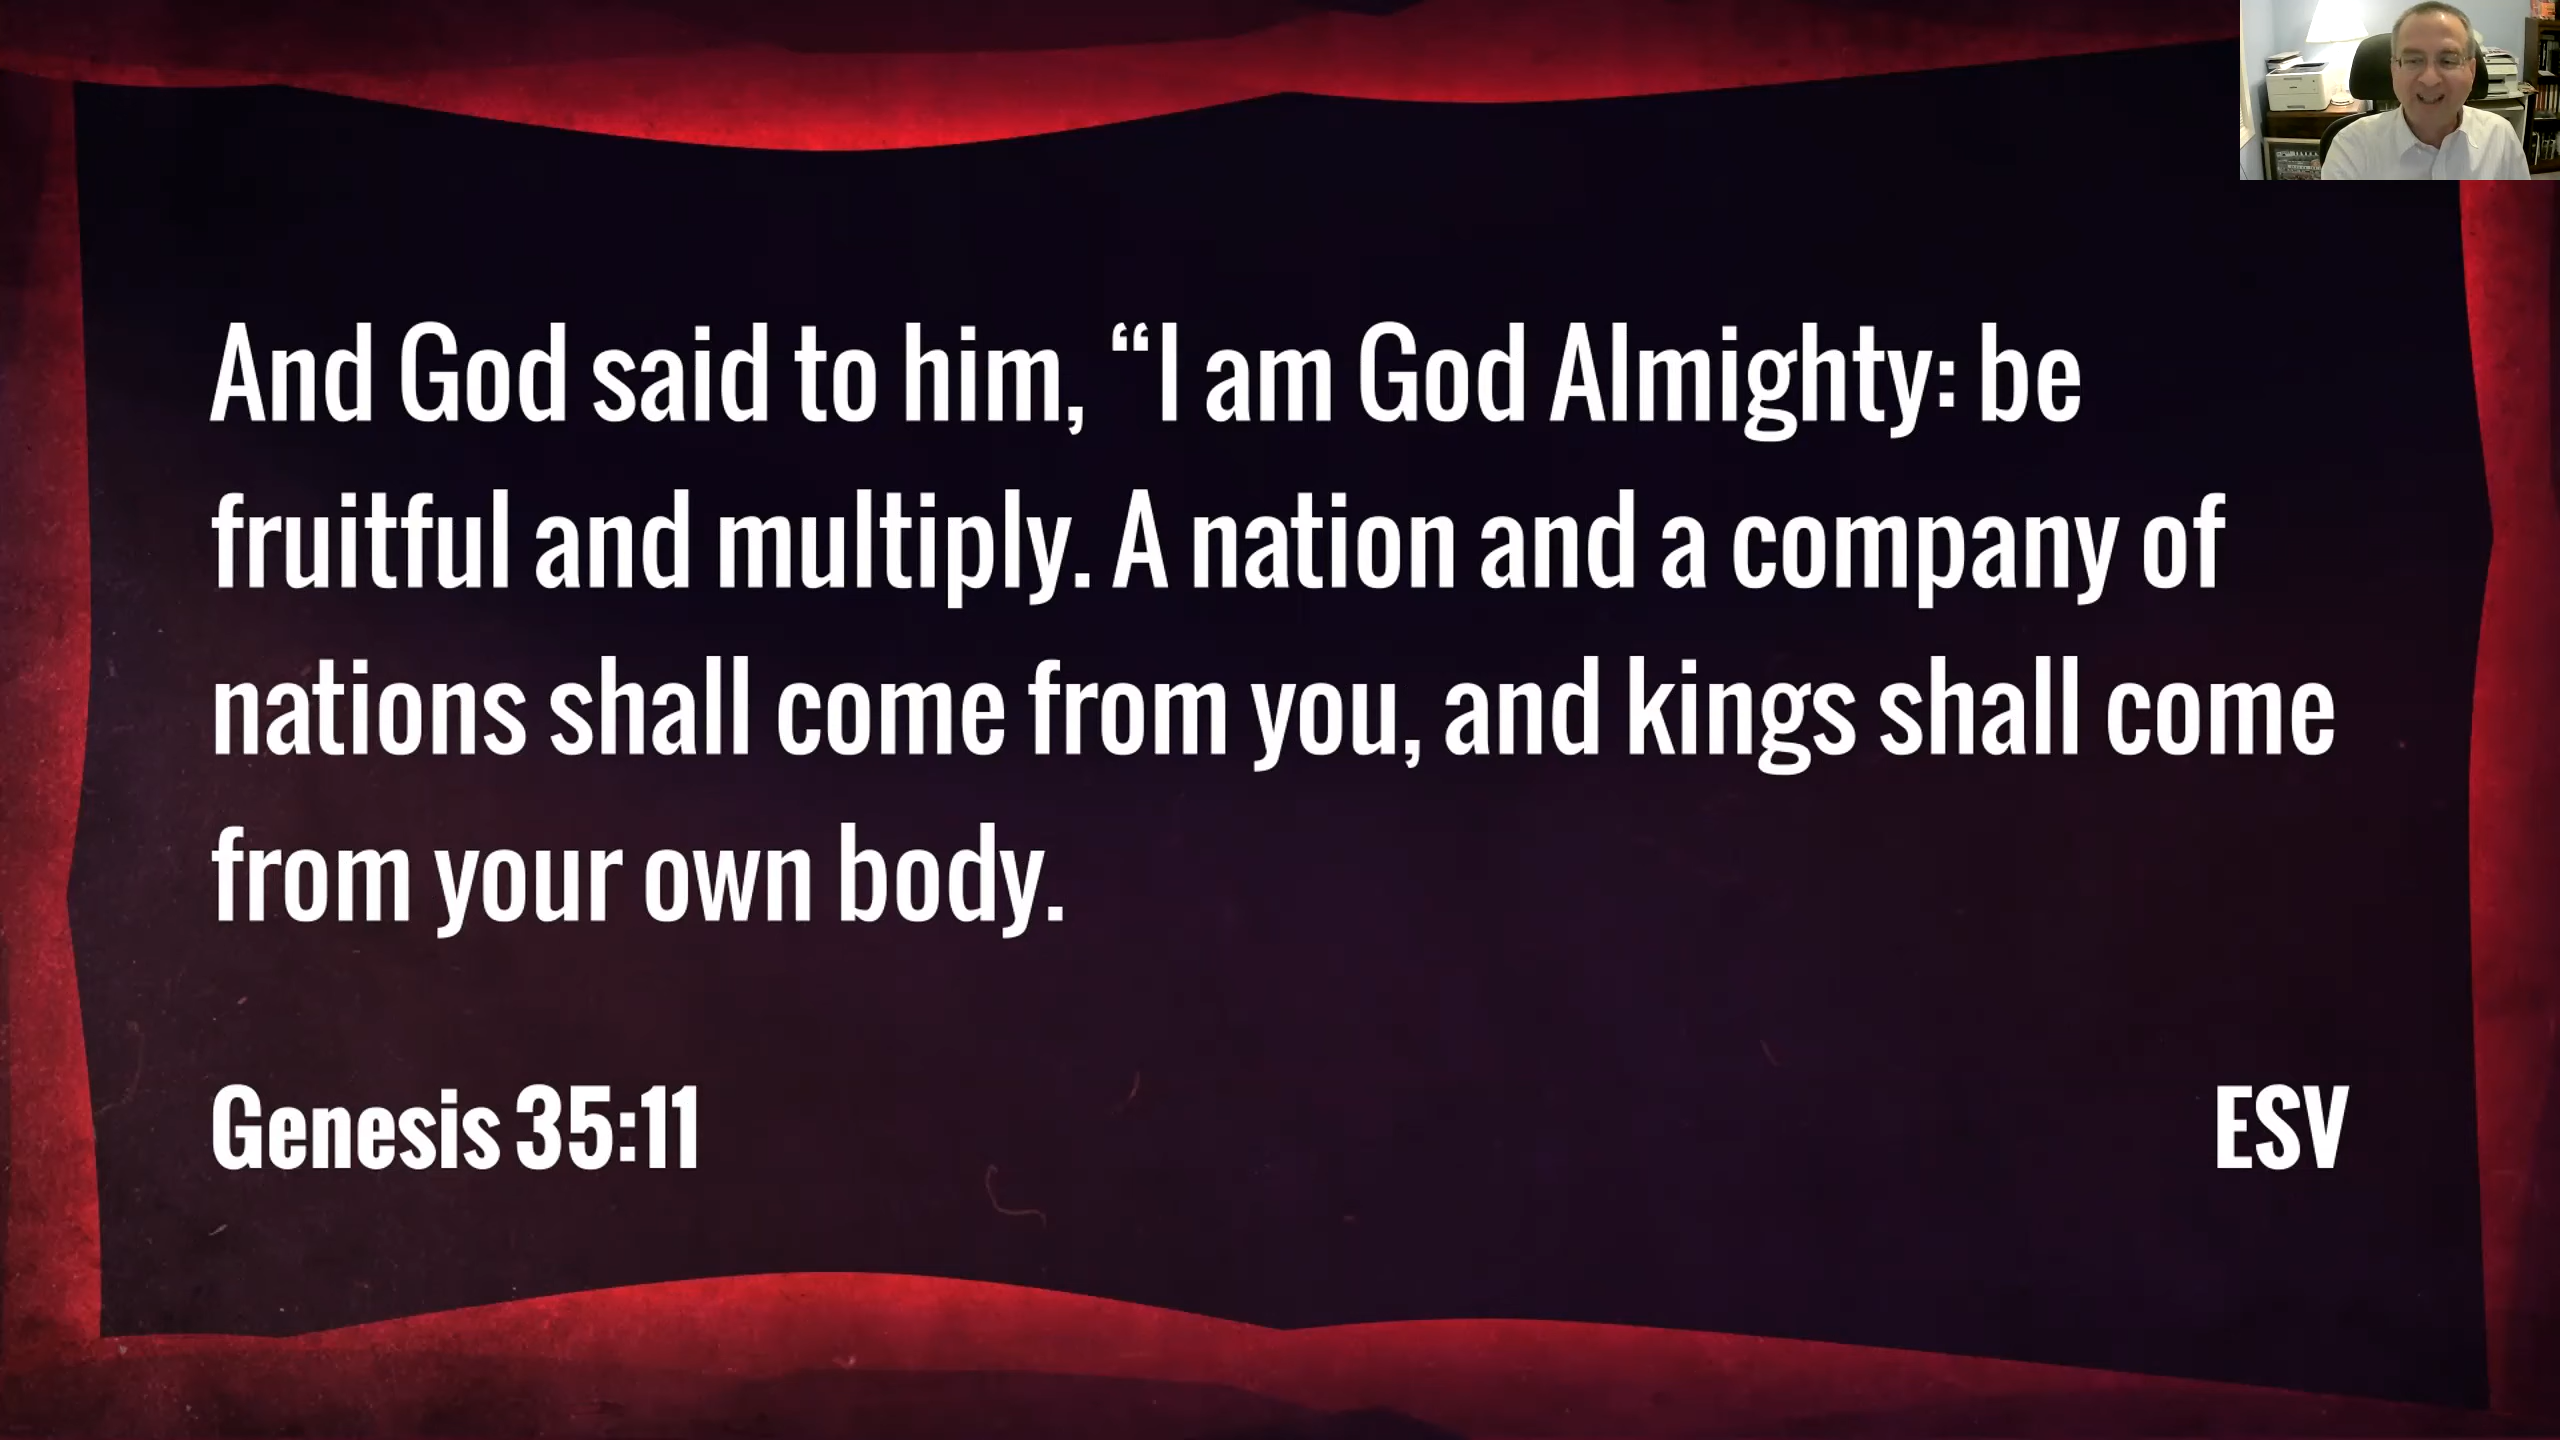 And God said to him, “I am God Almighty: be
fruitful and multiply. A nation and a company of
nations shall come from you, and kings shall come
from your own body.
Genesis 35:11
ESV